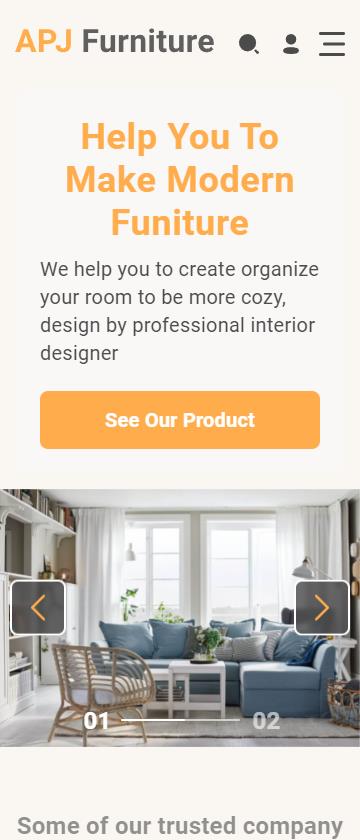 APJ Furniture
Help You To
Make Modern
Funiture
We help you to create organize
your room to be more cozy,
design by professional interior
designer
See Our Product
01 02
Some of our trusted company